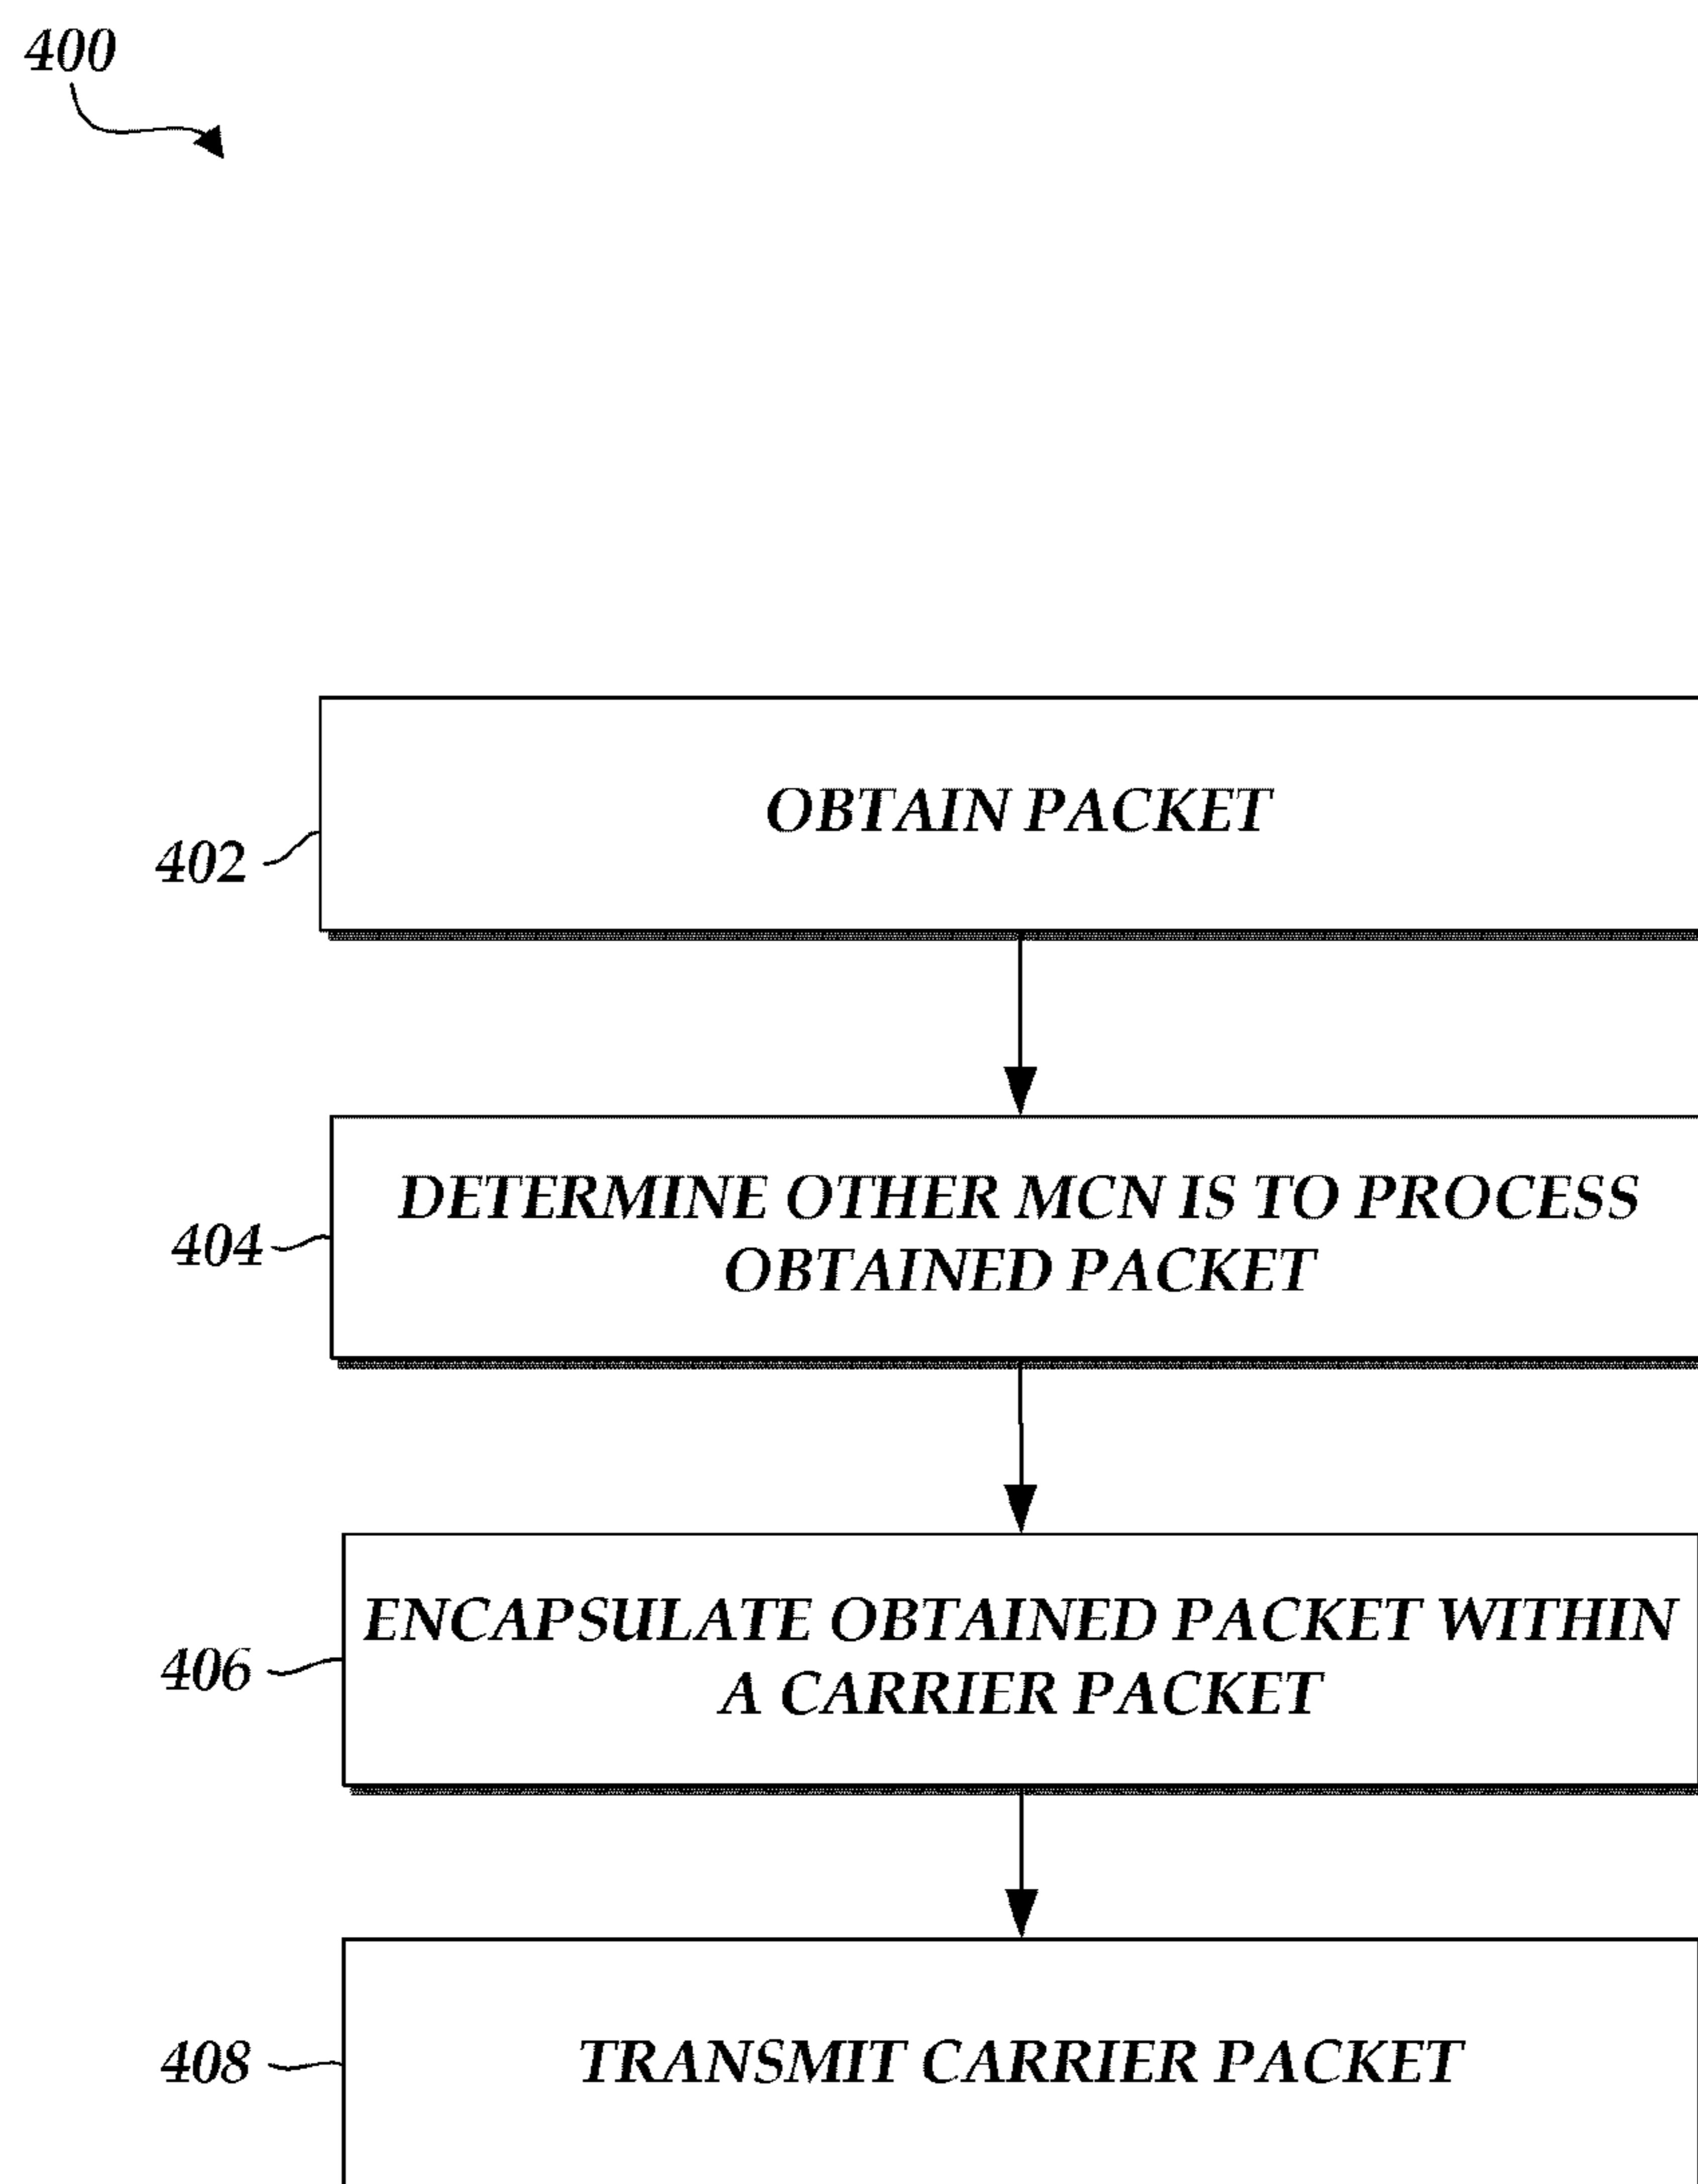 400
OBTAIN PACKET
402
DETERMINE OTHER MCN IS TO PROCESS
OBTAINED PACKET
404
ENCAPSULATE OBTAINED PACKET WITHIN
A CARRIER PACKET
406
TRANSMIT CARRIER PACKET
408